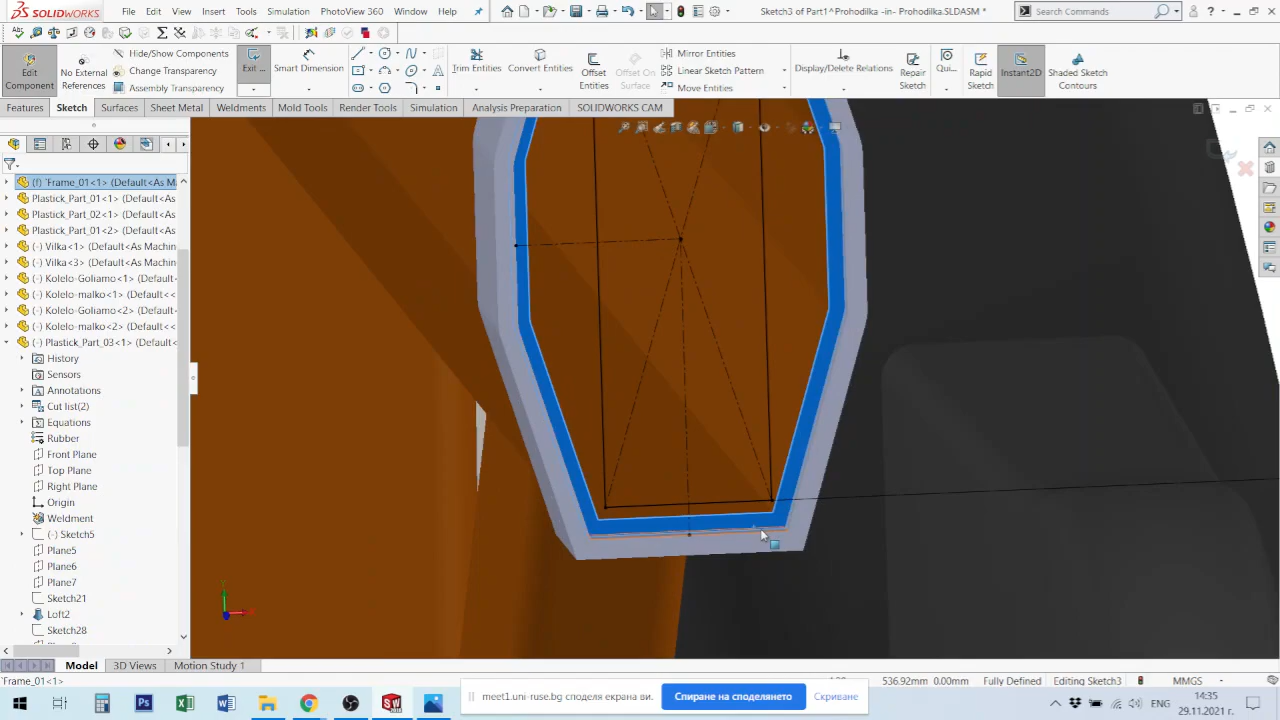 SOLIDWORKS
File Edit View Insert Tools Simulation PhotoView 360 Window Help
Sketch3 of Part1^Prohodilka -in- Prohodilka.SLDASM *
Search Commands
Edit Component
No External References
Hide/Show Components
Change Transparency
Assembly Transparency
Exit ...
Smart Dimension
Trim Entities
Convert Entities
Offset Entities
Offset On Surface
Mirror Entities
Linear Sketch Pattern
Move Entities
Display/Delete Relations
Repair Sketch
Qui...
Rapid Sketch
Instant2D
Shaded Sketch Contours
Features Sketch Surfaces Sheet Metal Weldments Mold Tools Render Tools Simulation Analysis Preparation SOLIDWORKS CAM
(f) 'Frame_01<1> (Default<As Ma
Plastick_Part_01<1> (Default<As
Plastick_Part_02<1> (Default<As
Plastick_Part_01<2> (Default<As
(-) Vilka<1> (Default<As Machin
(-) Vilka<3> (Default<As Machin
(-) Kolelo-Goliamo<1> (Default<
(-) Kolelo-malko<1> (Default<<
(-) Kolelo-Goliamo<2> (Default<
(-) Kolelo-malko<2> (Default<<
(-) Plastick_Part_03<1> (Default<
History
Sensors
Annotations
Cut list(2)
Equations
Rubber
Front Plane
Top Plane
Right Plane
Origin
Weldment
(-) Sketch5
Plane5
Plane6
Plane7
Sketch21
Loft2
Sketch28
Model 3D Views Motion Study 1
'Frame_01<1>
536.92mm 0.00mm Fully Defined Editing Sketch3 MMGS
meet1.uni-ruse.bg споделя екрана ви.
Спиране на споделянето
Скриване
ENG
14:35
29.11.2021 г.